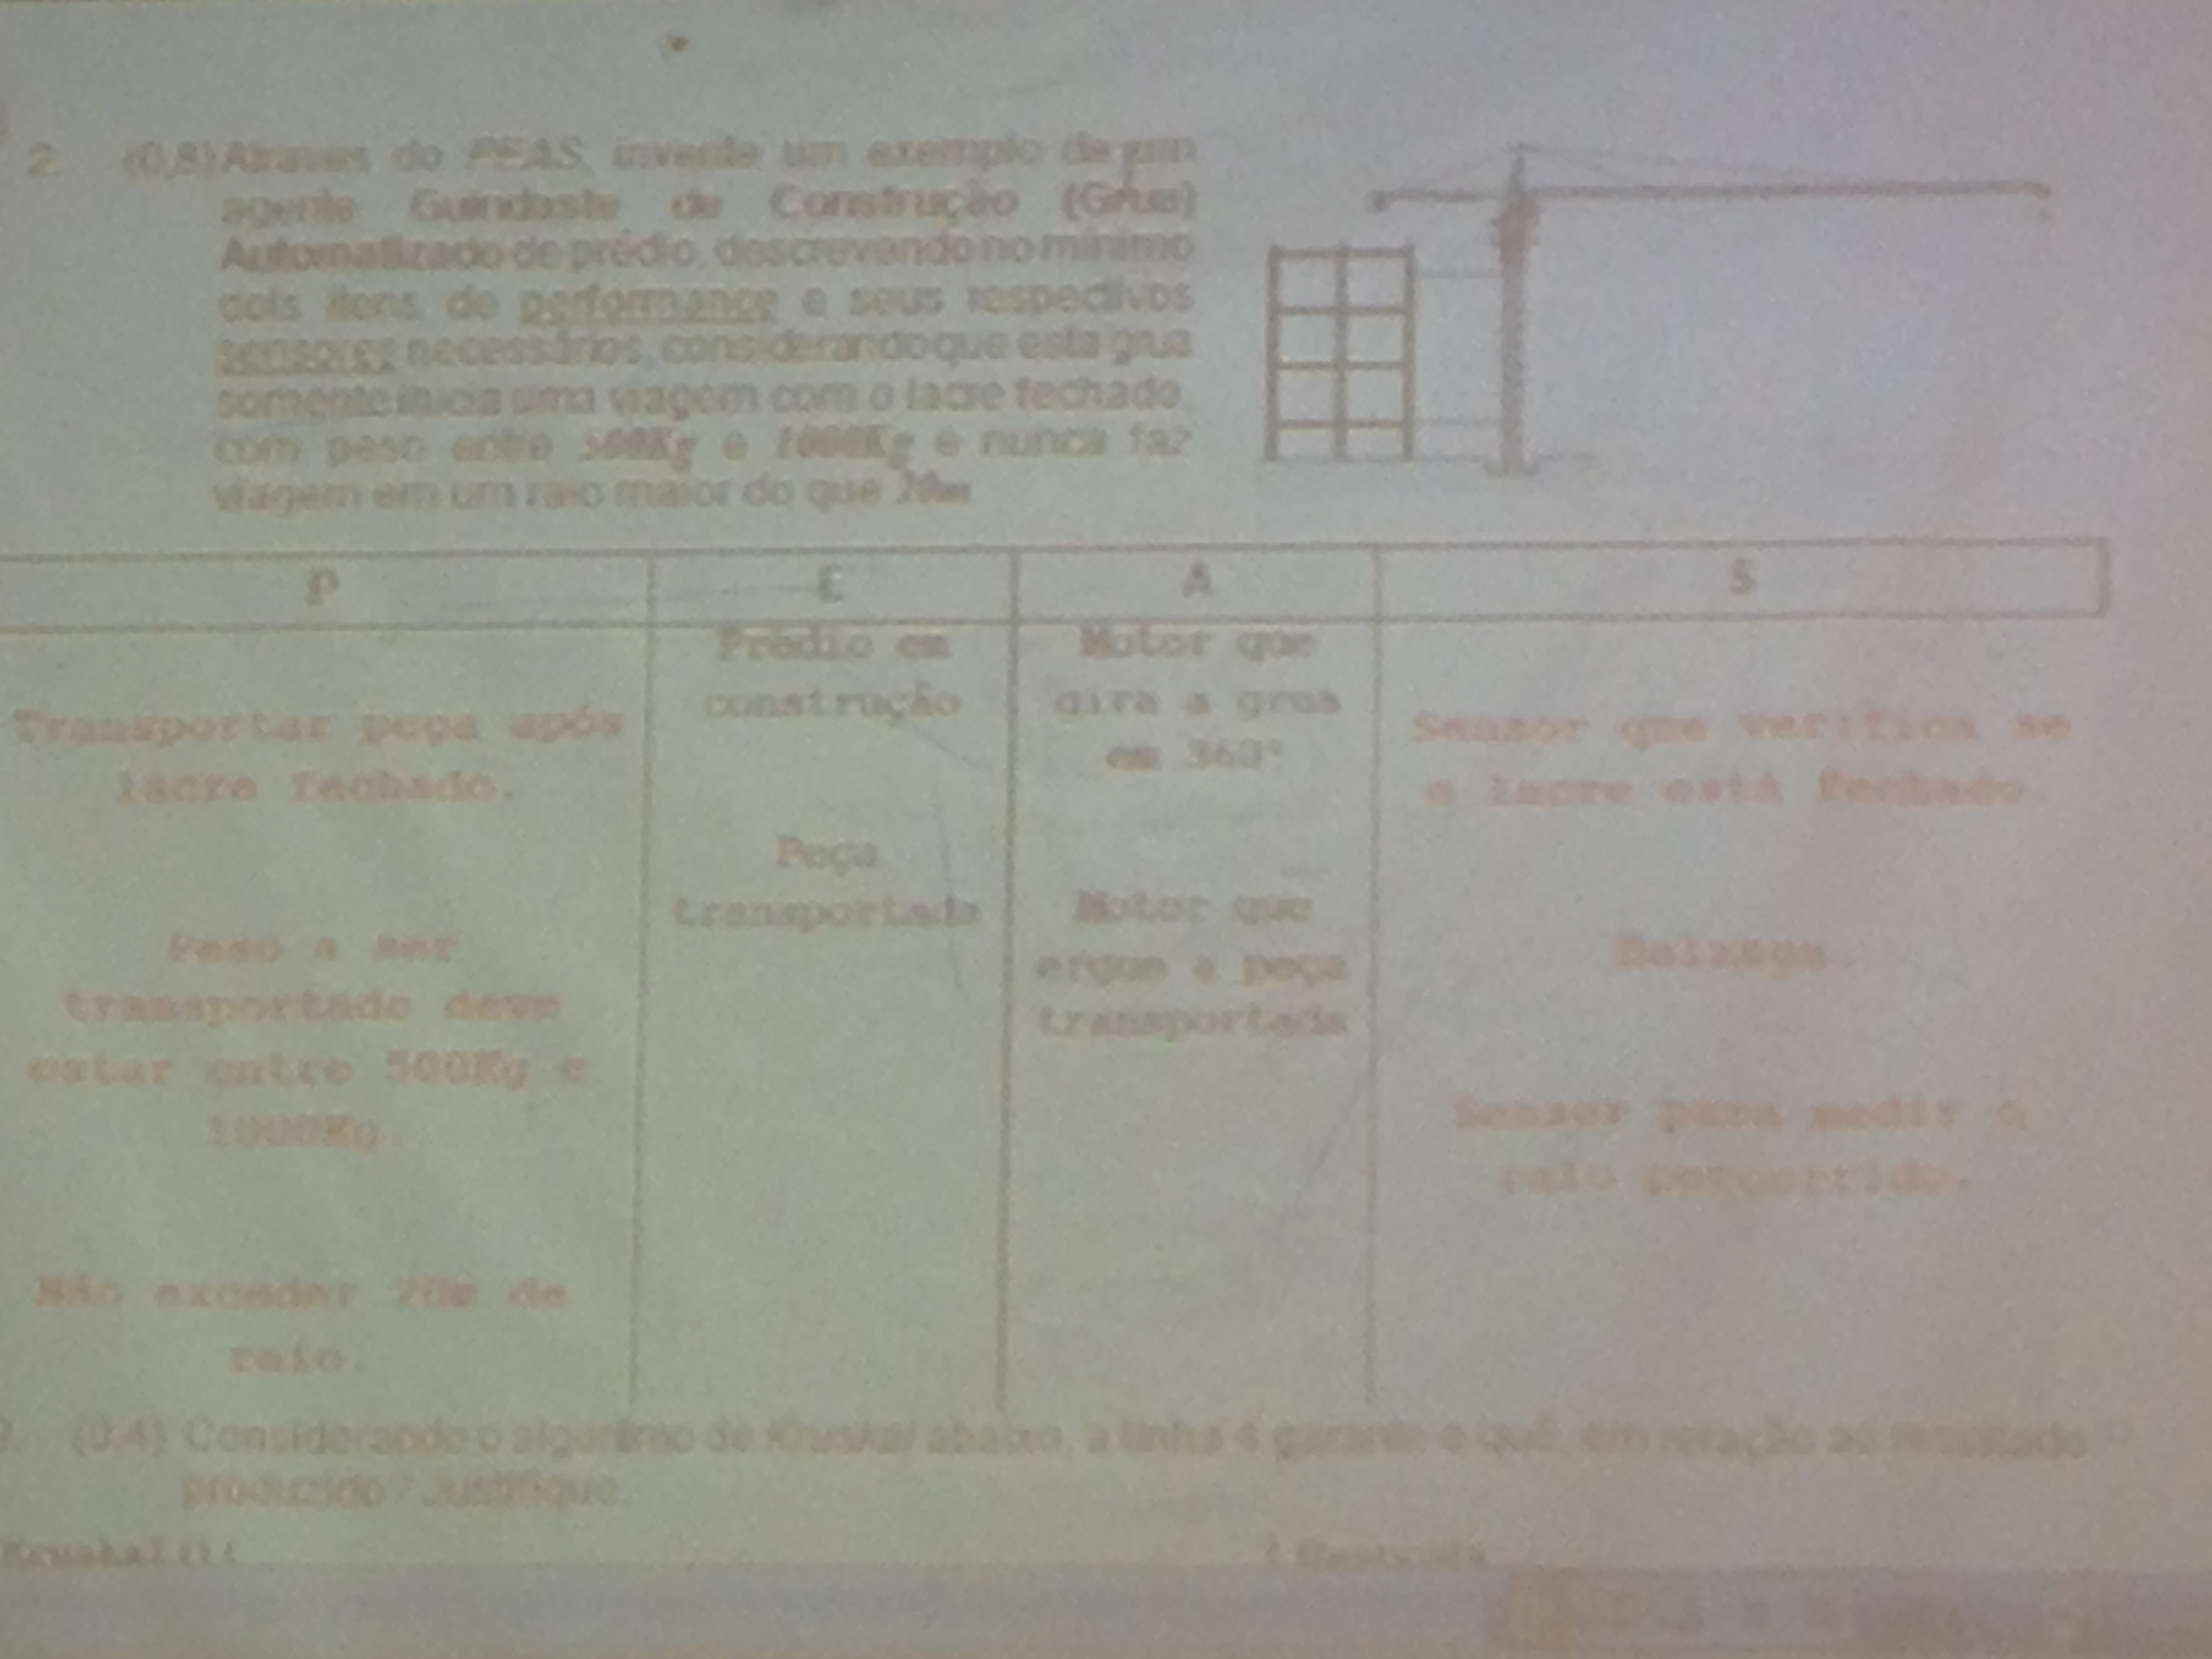 2. (0,8) Através do PEAS, invente um exemplo de um
agente Guindaste de Construção (Grua)
Automatizado de prédio, descrevendo no mínimo
dois itens de performance e seus respectivos
sensores necessários, considerando que esta grua
somente inicia uma viagem com o lacre fechado,
com peso entre 500Kg e 1000Kg e nunca faz
viagem em um raio maior do que 20m
P E A S
Transportar peça após
lacre fechado.
Peso a ser
transportado deve
estar entre 500Kg e
1000Kg.
Não exceder 20m de
raio.
Prédio em
construção
Peça
transportada
Motor que
gira a grua
em 360°
Motor que
ergue a peça
transportada
Sensor que verifica se
o lacre está fechado.
Balança.
Sensor para medir o
raio percorrido.
(0,4) Considerando o algoritmo de Kruskal abaixo, a linha 4 garante o quê, em relação ao resultado
produzido? Justifique.
Kruskal(){
Resposta